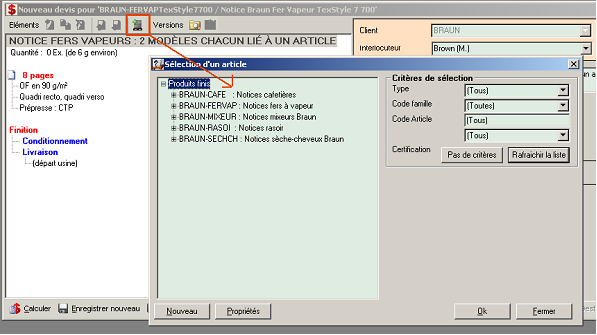 Nouveau devis pour 'BRAUN-FERVAPTexStyle7700 / Notice Braun Fer Vapeur TexStyle 7 700'
Eléments
Versions
NOTICE FERS VAPEURS : 2 MODÈLES CHACUN LIÉ À UN ARTICLE
Quantité : 0 Ex. (de 6 g environ)
8 pages
OF en 90 g/m²
Quadri recto, quadri verso
Prépresse : CTP
Finition
Conditionnement
Livraison
(départ usine)
Client
BRAUN
Interlocuteur
Brown (M.)
Sélection d'un article
Produits finis
BRAUN-CAFE : Notices cafetières
BRAUN-FERVAP : Notices fers à vapeur
BRAUN-MIXEUR : Notices mixeurs Braun
BRAUN-RASOI : Notices rasoir
BRAUN-SECHCH : Notices sèche-cheveux Braun
Critères de sélection
Type
(Tous)
Code famille
(Toutes)
Code Article
(Tous)
(Tous)
Certification
Pas de critères
Rafraichir la liste
Nouveau
Propriétés
Ok
Fermer
Calculer
Enregistrer nouveau